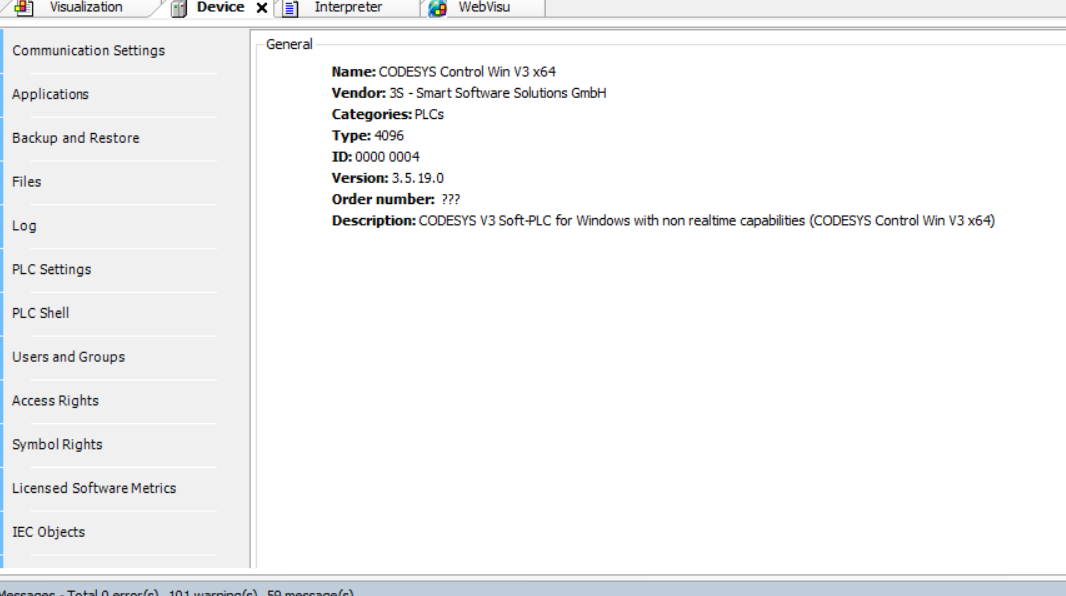 Visualization Device Interpreter WebVisu
Communication Settings
Applications
Backup and Restore
Files
Log
PLC Settings
PLC Shell
Users and Groups
Access Rights
Symbol Rights
Licensed Software Metrics
IEC Objects
General
Name: CODESYS Control Win V3 x64
Vendor: 3S - Smart Software Solutions GmbH
Categories: PLCs
Type: 4096
ID: 0000 0004
Version: 3.5.19.0
Order number: ???
Description: CODESYS V3 Soft-PLC for Windows with non realtime capabilities (CODESYS Control Win V3 x64)
Messages - Total 0 error(s), 101 warning(s), 59 message(s)